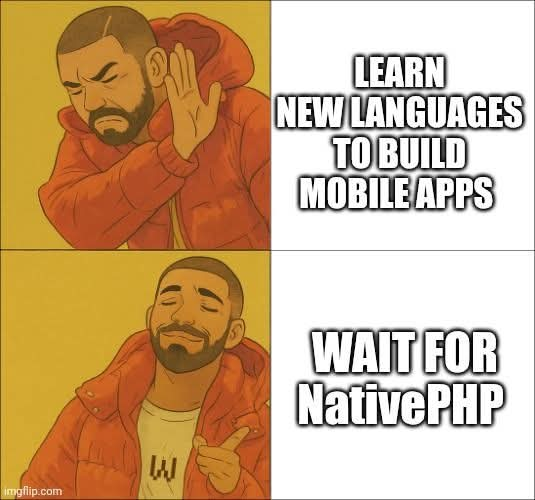 LEARN
NEW LANGUAGES
TO BUILD
MOBILE APPS
WAIT FOR
NativePHP
W
imgflip.com